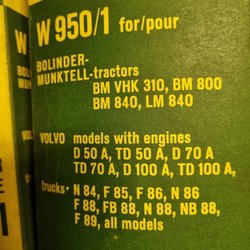 W 950/1 for/pour
BOLINDER-
MUNKTELL-tractors
BM VHK 310, BM 800
BM 840, LM 840
VOLVO models with engines
D 50 A, TD 50 A, D 70 A
TD 70 A, D 100 A, TD 100 A,
trucks· N 84, F 85, F 86, N 86
F 88, FB 88, N 88, NB 88,
F 89, all models